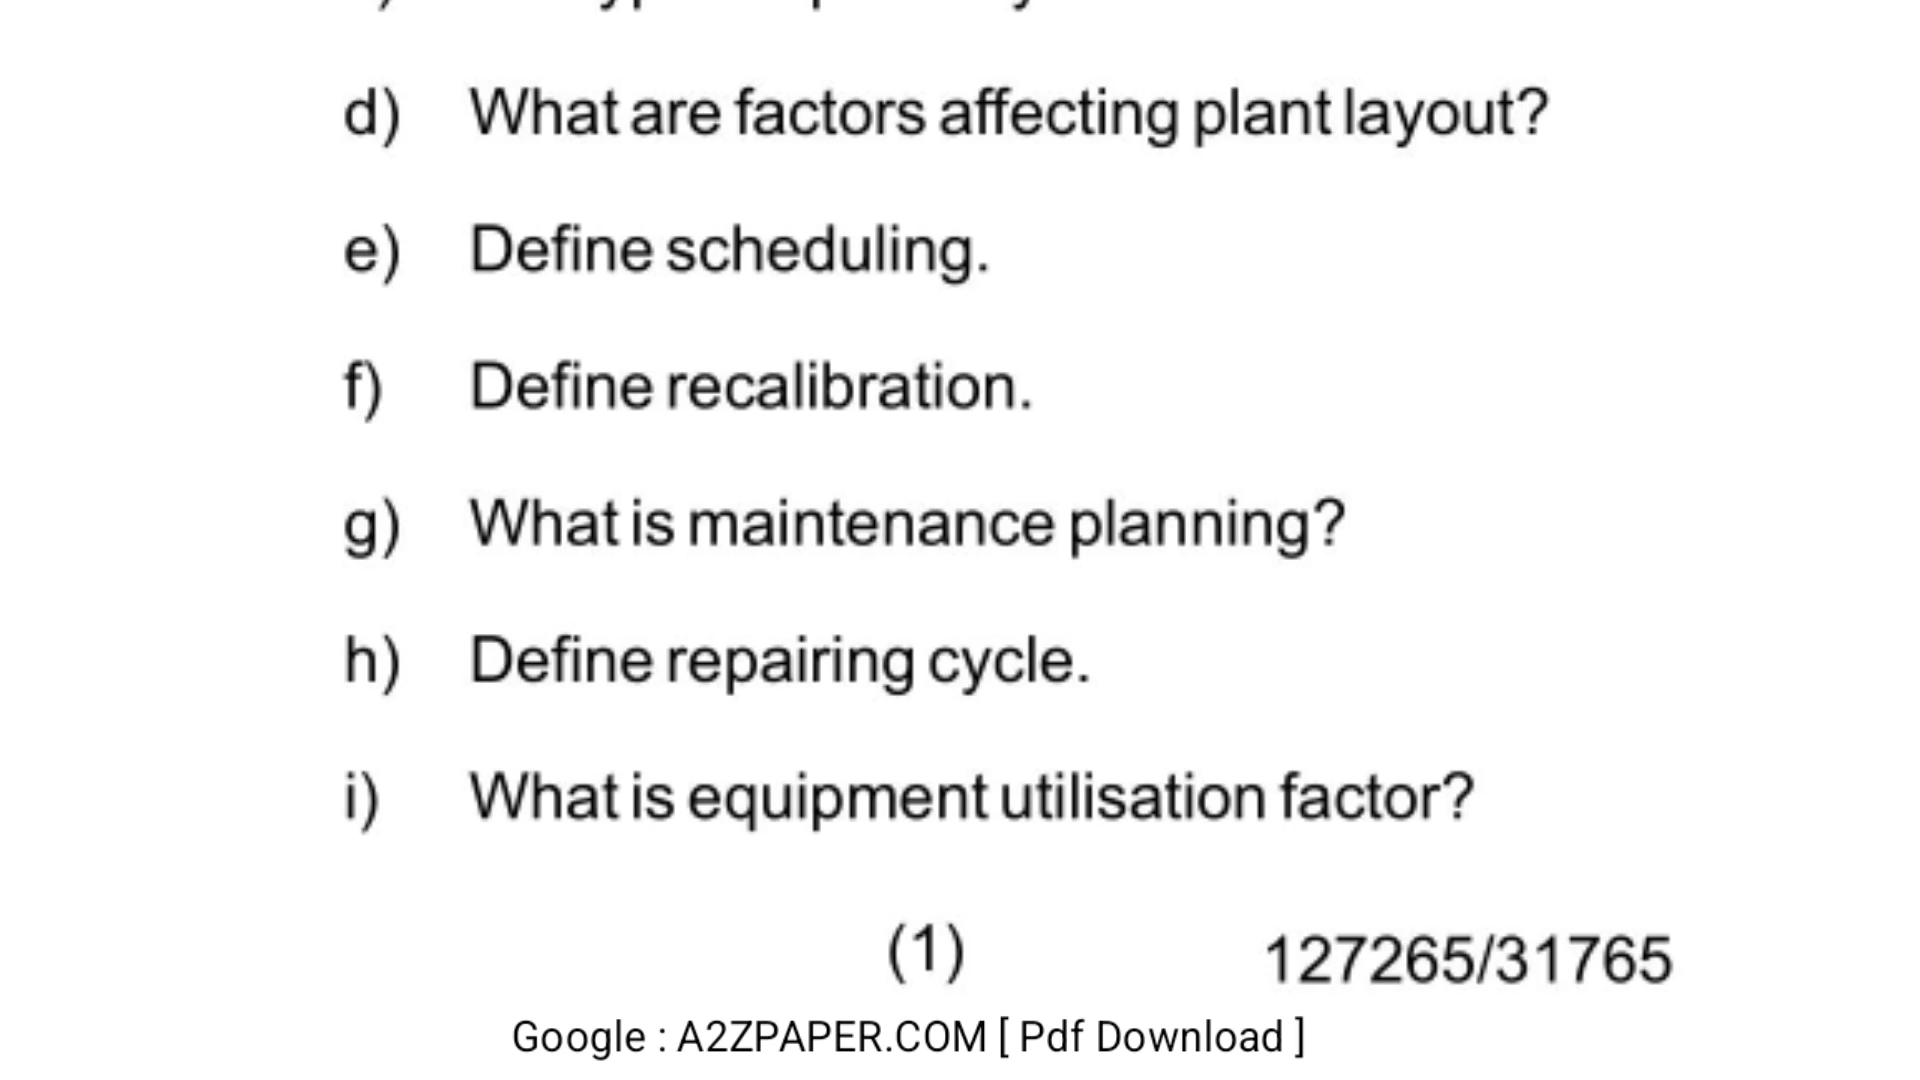 d) What are factors affecting plant layout?
e) Define scheduling.
f) Define recalibration.
g) What is maintenance planning?
h) Define repairing cycle.
i) What is equipment utilisation factor?
(1) 127265/31765
Google : A2ZPAPER.COM [ Pdf Download ]